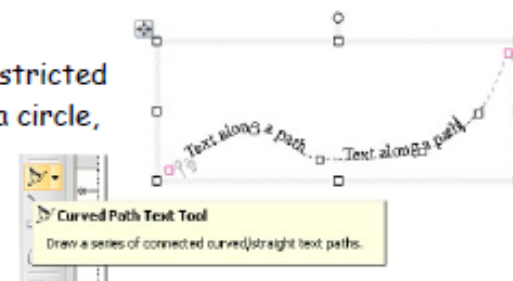 stricted
a circle,
Text along a path
Text along a path
Curved Path Text Tool
Draw a series of connected curved/straight text paths.